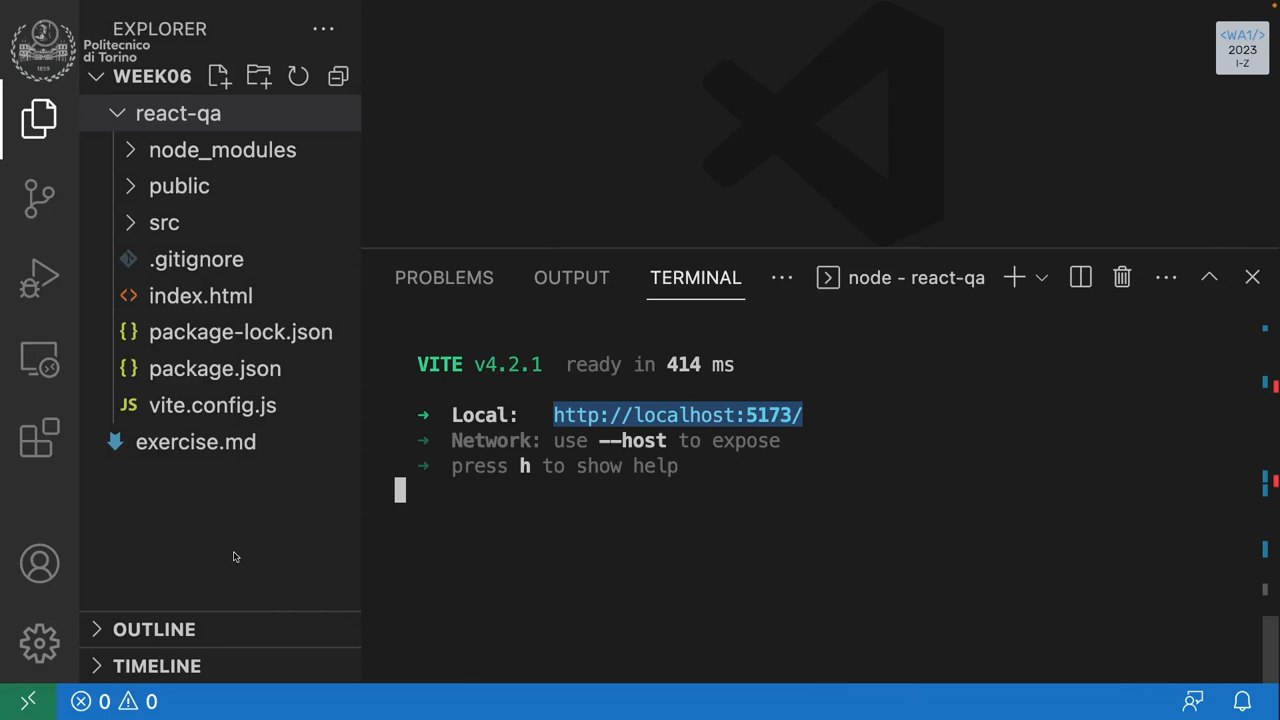 EXPLORER
Politecnico
di Torino
1859
<WA1/>
2023
I-Z
WEEK06
react-qa
node_modules
public
src
.gitignore
index.html
package-lock.json
package.json
JS vite.config.js
exercise.md
OUTLINE
TIMELINE
PROBLEMS OUTPUT TERMINAL node - react-qa
VITE v4.2.1 ready in 414 ms
➜ Local: http://localhost:5173/
➜ Network: use --host to expose
➜ press h to show help
0 0